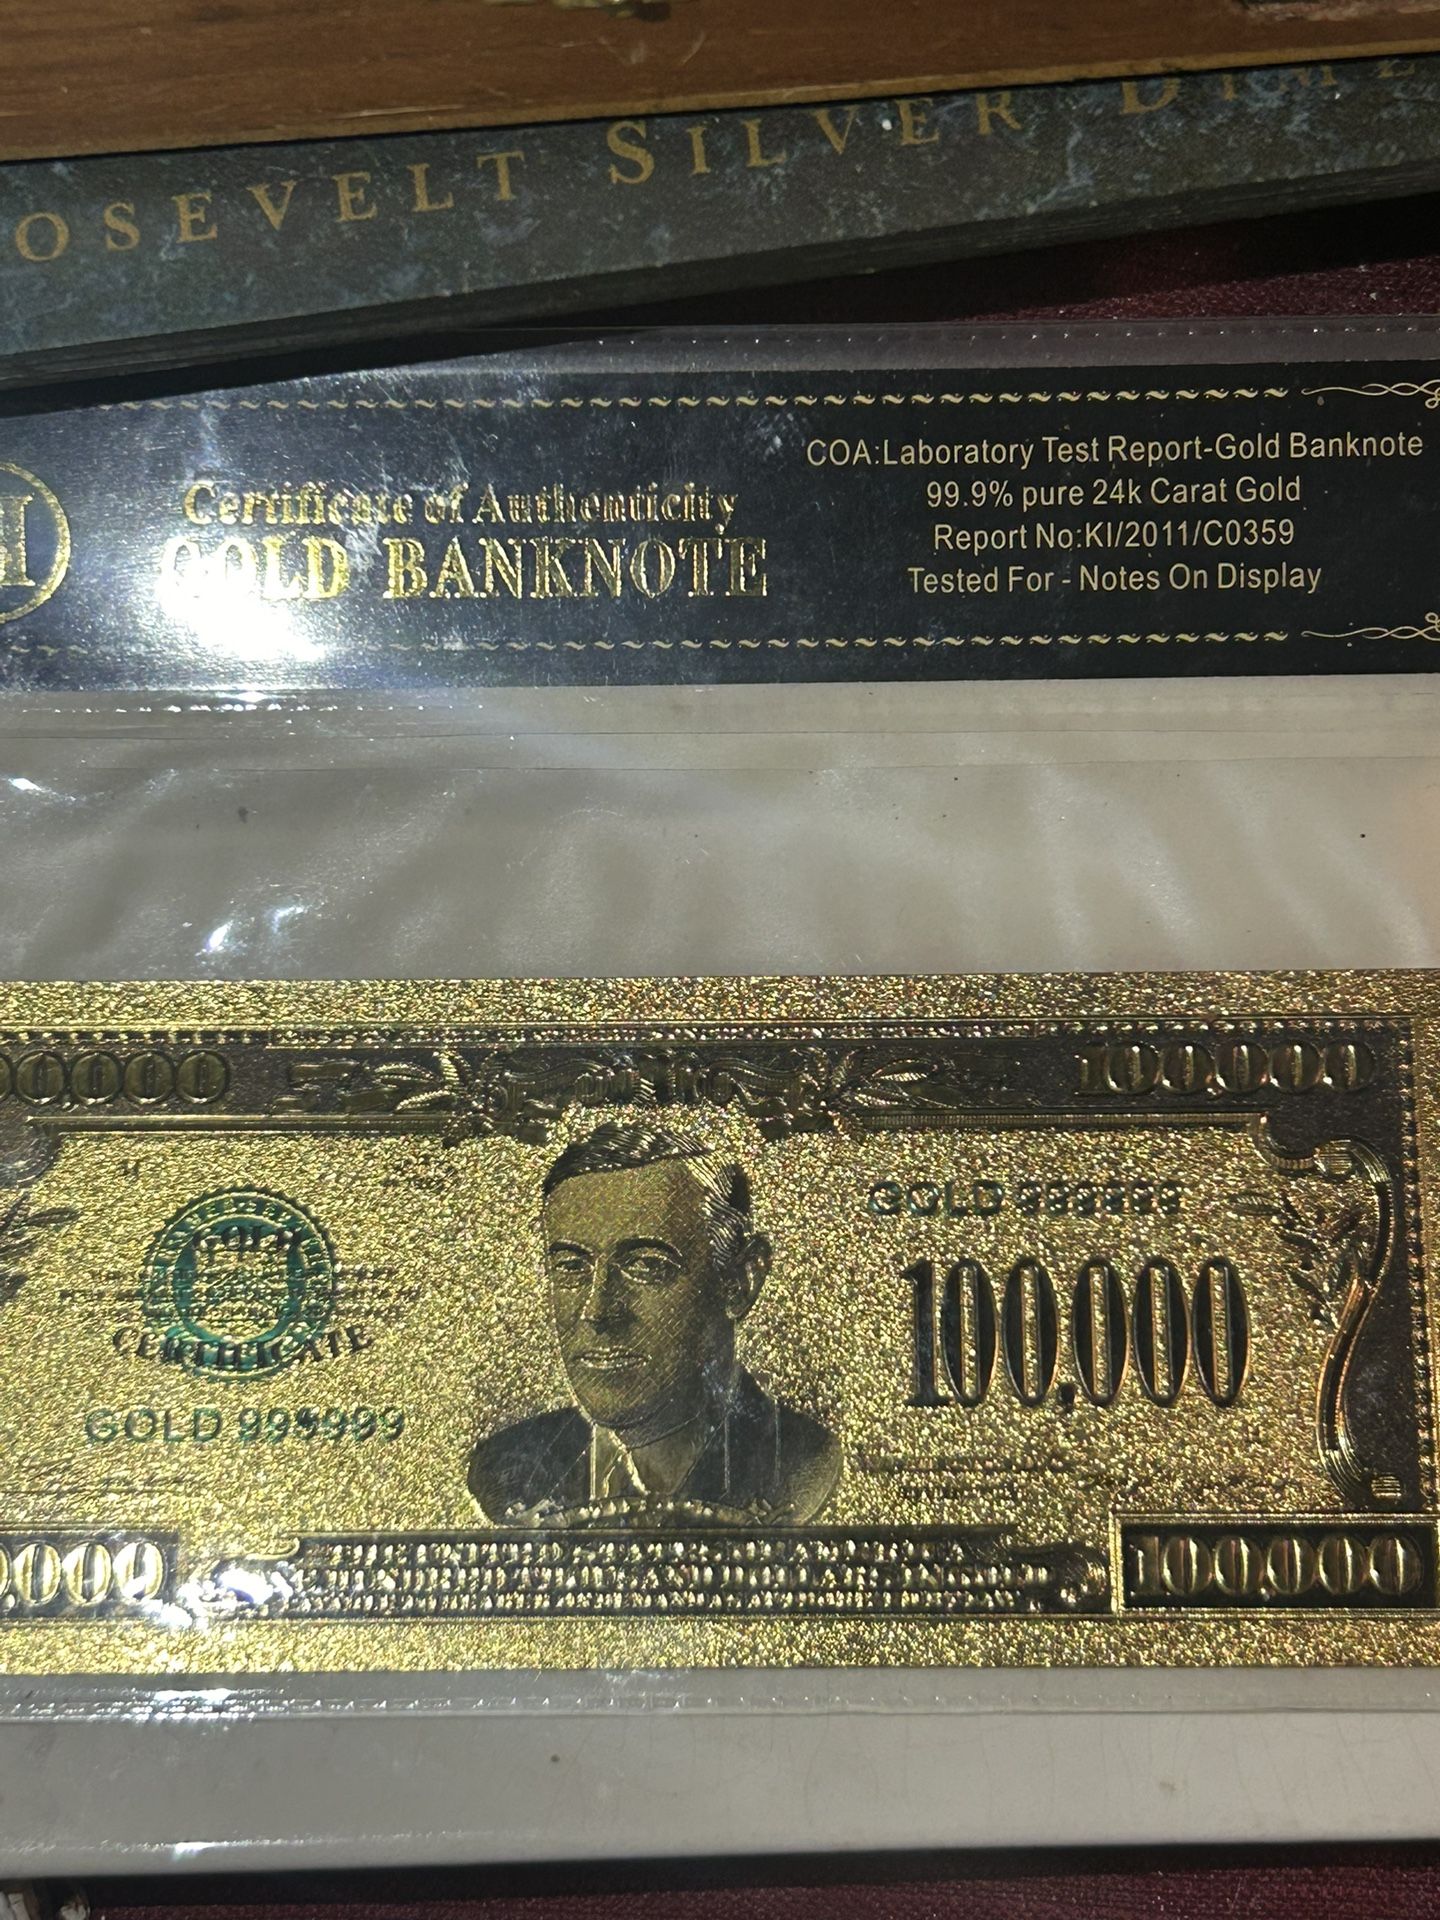 OSEVELT SILVER DIME
Certificate of Authenticity
GOLD BANKNOTE
COA:Laboratory Test Report-Gold Banknote
99.9% pure 24k Carat Gold
Report No:KI/2011/C0359
Tested For - Notes On Display
100,000
GOLD 999999
GOLD
CERTIFICATE
100,000
GOLD 999999
100,000